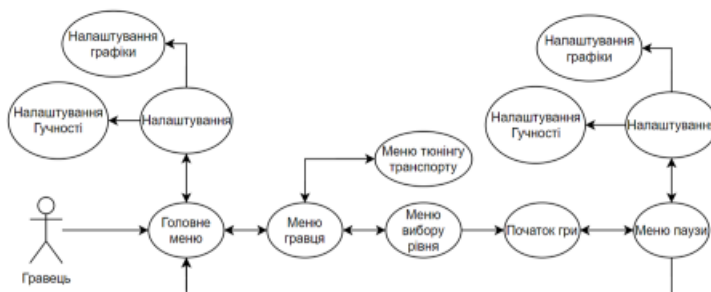 Налаштування
графіки
Налаштування
Гучності
Налаштування
Налаштування
графіки
Налаштування
Гучності
Налаштування
Меню тюнінгу
транспорту
Гравець
Головне
меню
Меню
гравця
Меню
вибору
рівня
Початок гри
Меню паузи